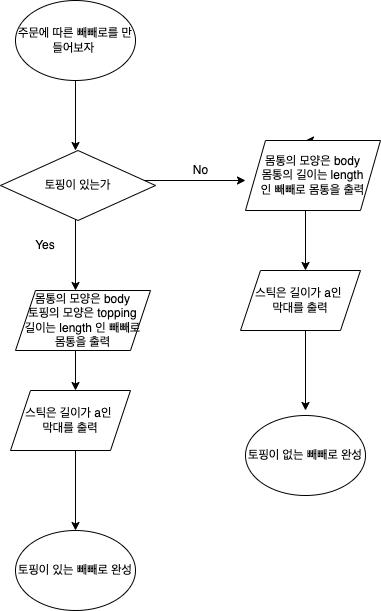 주문에 따른 빼빼로를 만
들어보자
토핑이 있는가
No
Yes
몸통의 모양은 body
몸통의 길이는 length
인 빼빼로 몸통을 출력
스틱은 길이가 a인
막대를 출력
토핑이 없는 빼빼로 완성
몸통의 모양은 body
토핑의 모양은 topping
길이는 length 인 빼빼로
몸통을 출력
스틱은 길이가 a인
막대를 출력
토핑이 있는 빼빼로 완성